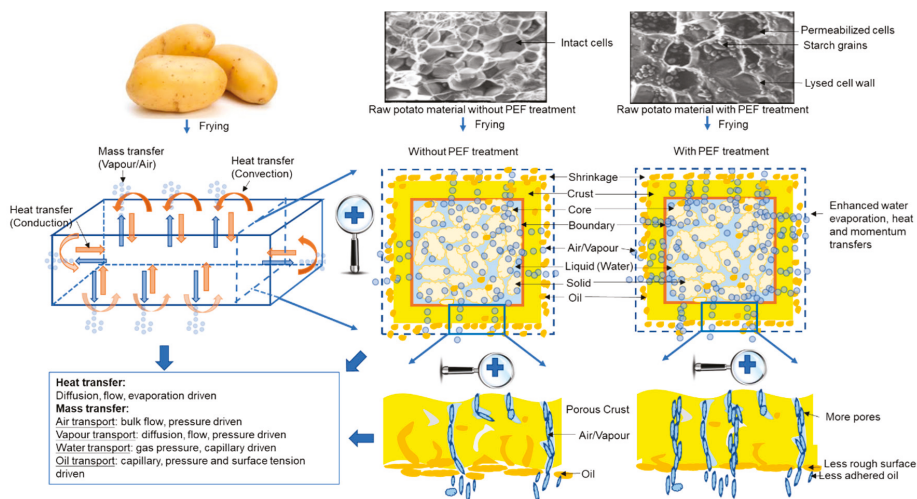 Intact cells
Permeabilized cells
Starch grains
Lysed cell wall
Raw potato material without PEF treatment
Raw potato material with PEF treatment
Frying
Frying
Frying
Mass transfer
(Vapour/Air)
Heat transfer
(Convection)
Heat transfer
(Conduction)
Without PEF treatment
With PEF treatment
Shrinkage
Crust
Core
Boundary
Air/Vapour
Liquid (Water)
Solid
Oil
Enhanced water
evaporation, heat
and momentum
transfers
Heat transfer:
Diffusion, flow, evaporation driven
Mass transfer:
Air transport: bulk flow, pressure driven
Vapour transport: diffusion, flow, pressure driven
Water transport: gas pressure, capillary driven
Oil transport: capillary, pressure and surface tension
driven
Porous Crust
Air/Vapour
Oil
More pores
Less rough surface
Less adhered oil